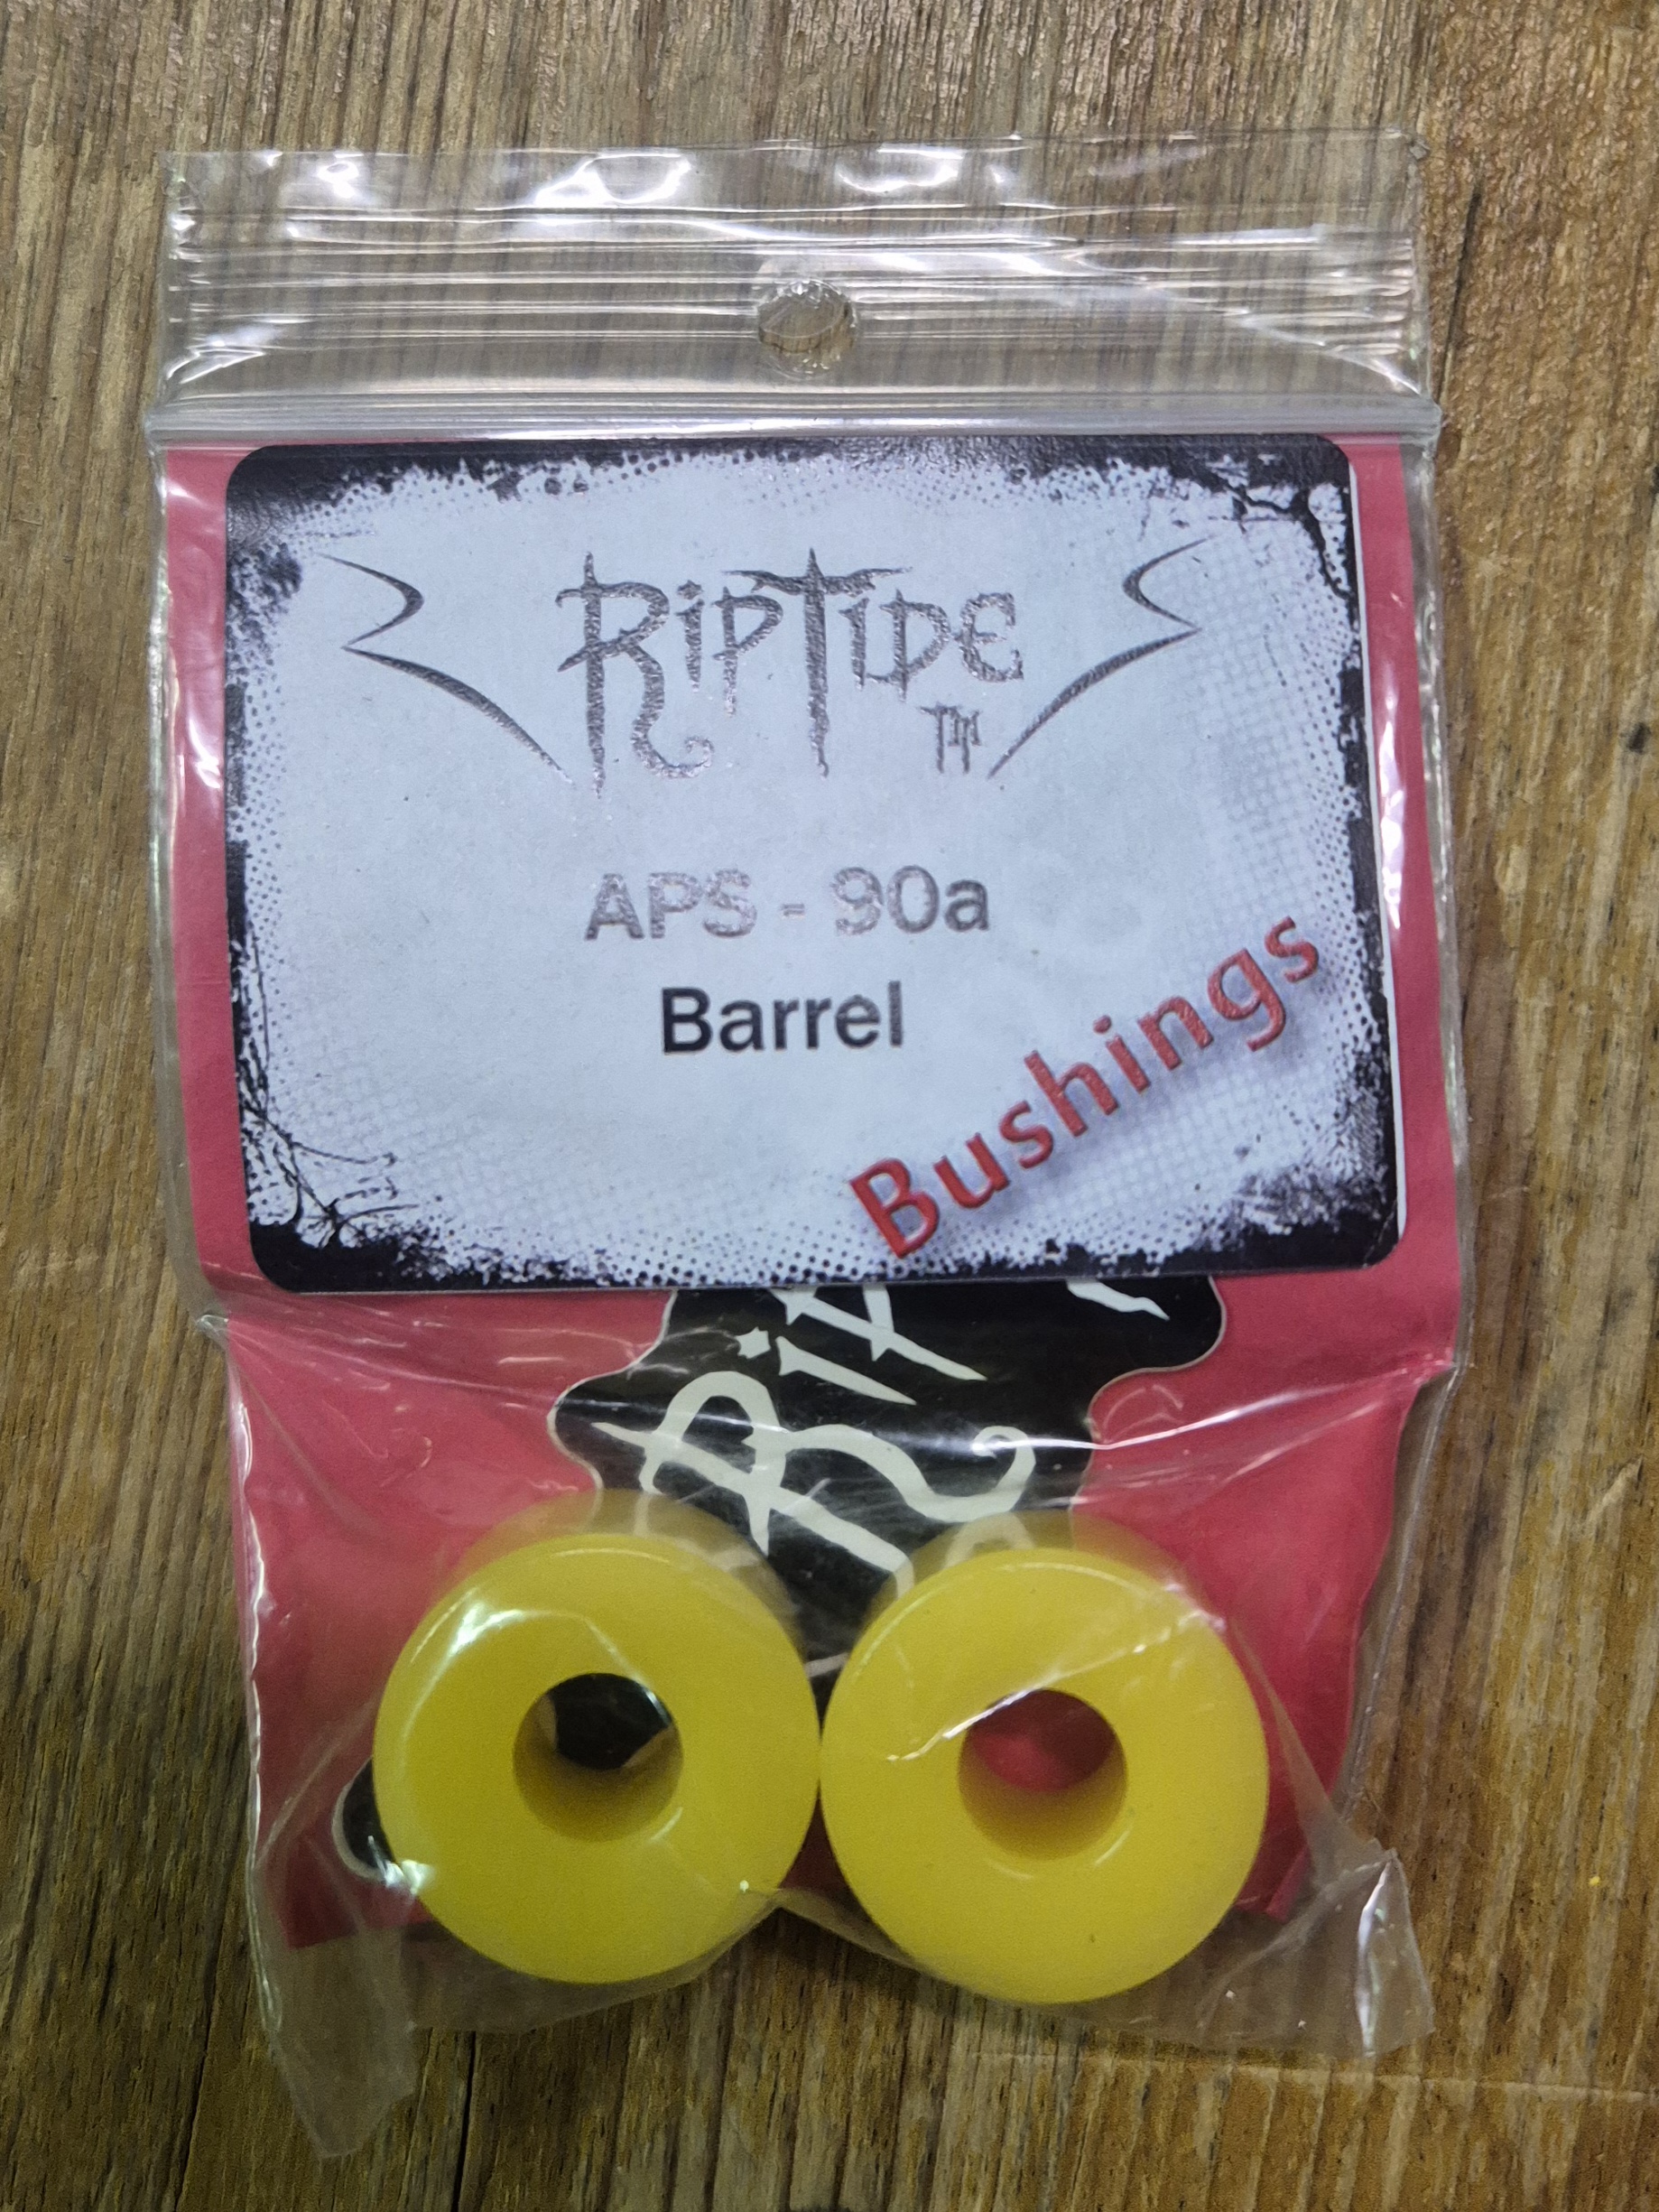 RipTide
TM
APS - 90a
Barrel
Bushings